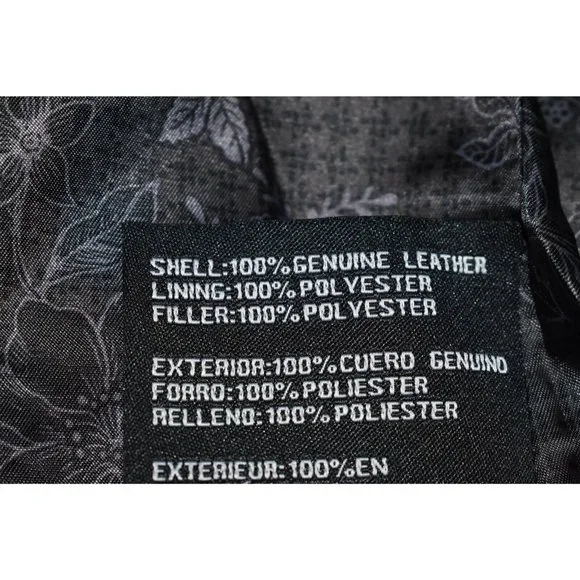 SHELL:100%GENUINE LEATHER
LINING:100%POLYESTER
FILLER:100%POLYESTER
EXTERIOR:100%CUERO GENUINO
FORRO:100%POLIESTER
RELLENO:100%POLIESTER
EXTERIEUR:100%EN